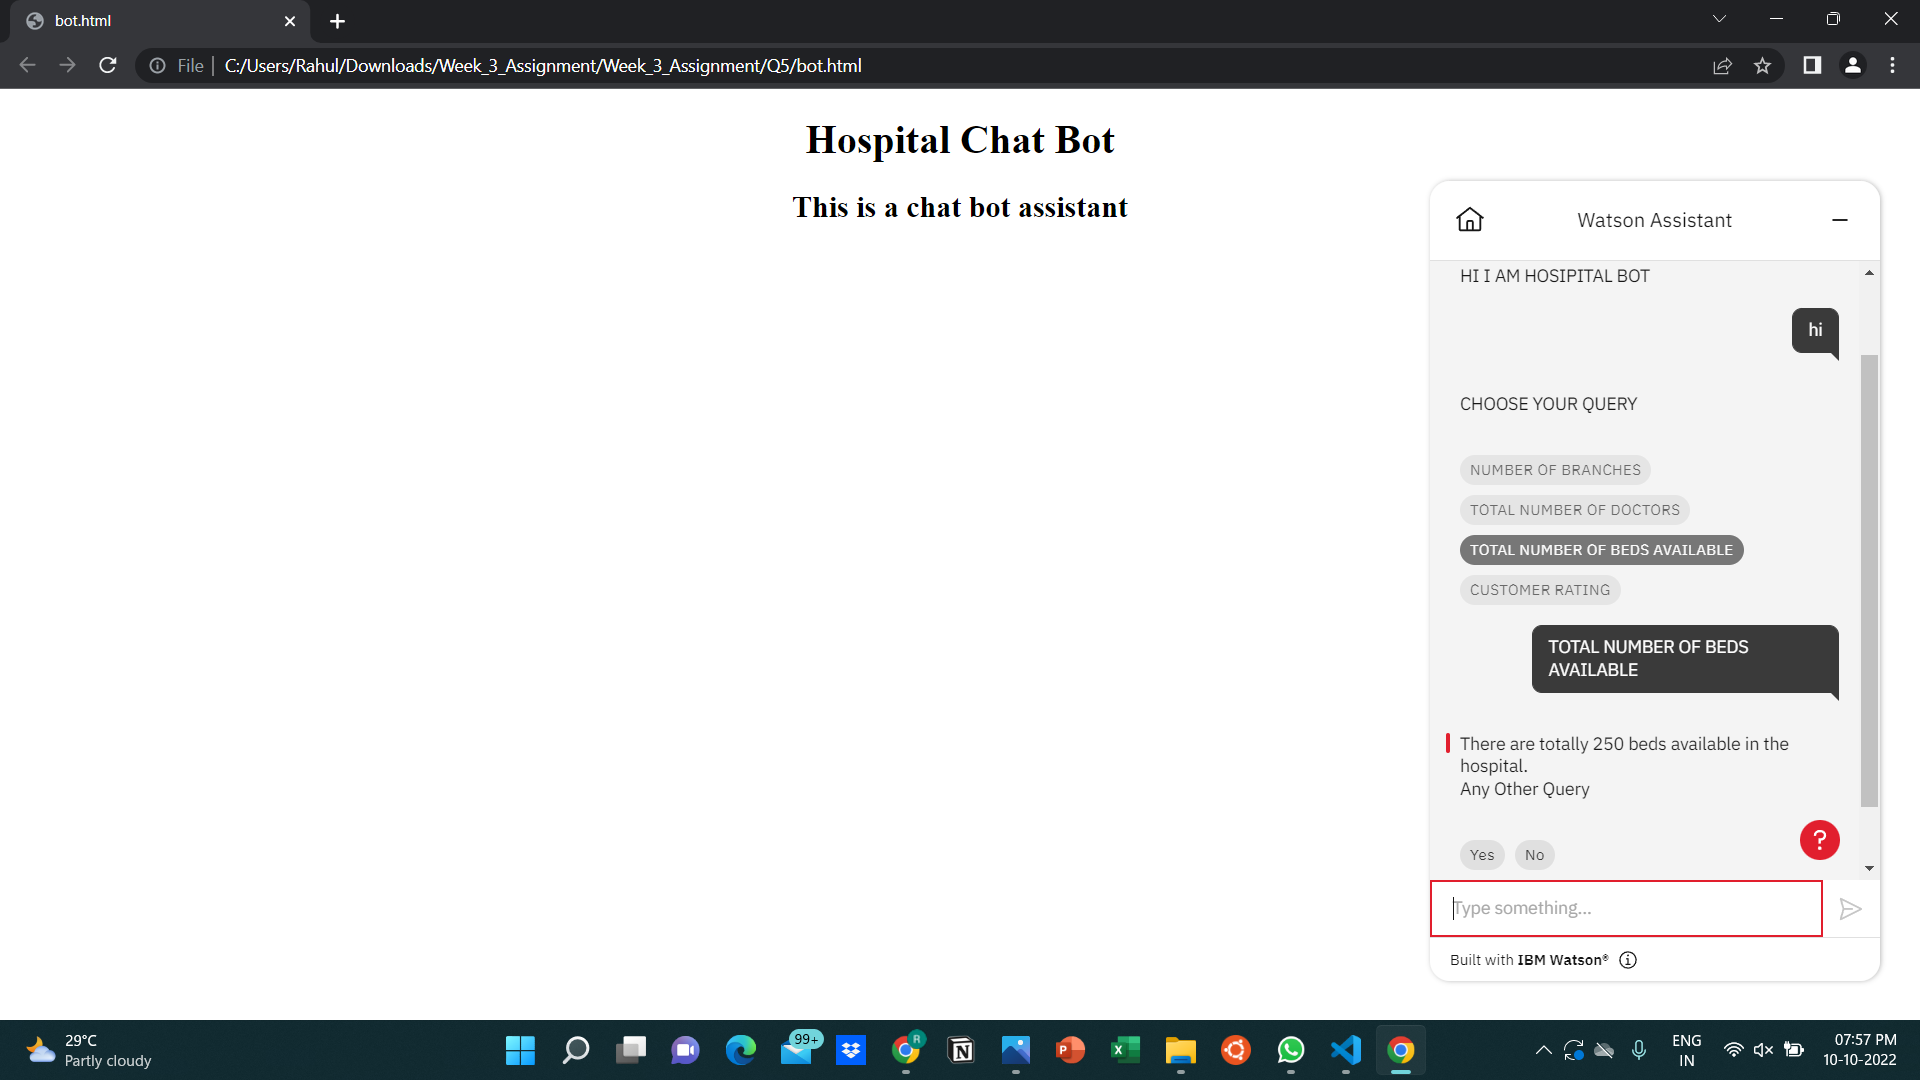 bot.html
File
C:/Users/Rahul/Downloads/Week_3_Assignment/Week_3_Assignment/Q5/bot.html
Hospital Chat Bot
This is a chat bot assistant
Watson Assistant
HI I AM HOSIPITAL BOT
hi
CHOOSE YOUR QUERY
NUMBER OF BRANCHES
TOTAL NUMBER OF DOCTORS
TOTAL NUMBER OF BEDS AVAILABLE
CUSTOMER RATING
TOTAL NUMBER OF BEDS
AVAILABLE
There are totally 250 beds available in the
hospital.
Any Other Query
?
Yes No
Type something...
Built with IBM Watson®
29°C
Partly cloudy
99+
R
ENG
IN
07:57 PM
10-10-2022